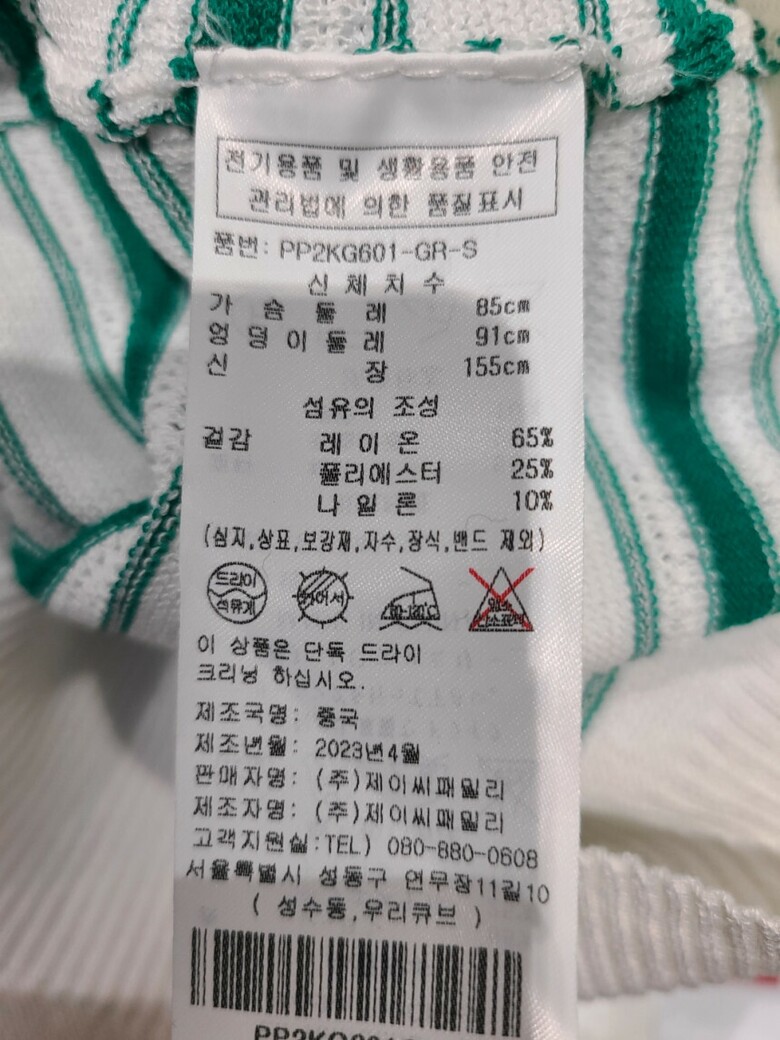 전기용품 및 생활용품 안전
관리법에 의한 품질표시
품번: PP2KG601-GR-S
신 체 치 수
가 슴 둘 레 85cm
엉 덩 이 둘 레 91cm
신 장 155cm
섬유의 조성
겉감 레 이 온 65%
폴리에스터 25%
나 일 론 10%
(심지,상표,보강재,자수,장식,밴드 제외)
드라이
석유계
이 상품은 단독 드라이
크리닝 하십시오.
제조국명: 중국
제조년월: 2023년4월
판매자명: (주)제이씨패밀리
제조자명: (주)제이씨패밀리
고객지원실:TEL) 080-880-0608
서울특별시 성동구 연무장11길10
( 성수동,우리큐브 )